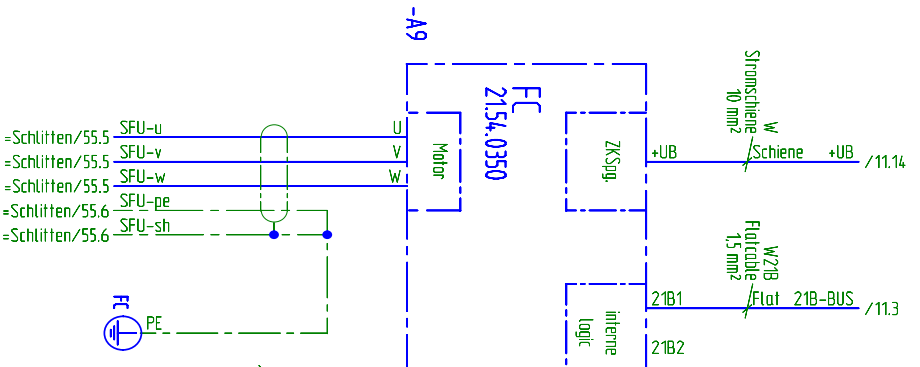 -A9
FC
21.54.0350
Stromschiene W
10 mm²
=Schlitten/55.5 SFU-u U
=Schlitten/55.5 SFU-v V
=Schlitten/55.5 SFU-w W
=Schlitten/55.6 SFU-pe
=Schlitten/55.6 SFU-sh
Motor
ZKSpg.
+UB Schiene +UB /11.14
W21B
Flatcable
1,5 mm²
21B1 Flat 21B-BUS /11.3
21B2
interne
logic
FC
PE